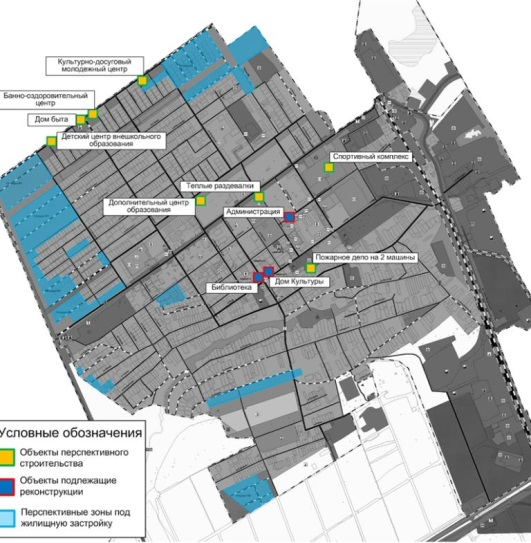 Культурно-досуговый
молодежный центр
Банно-оздоровительный
центр
Дом быта
Детский центр внешкольного
образования
Спортивный комплекс
Теплые раздевалки
Дополнительный центр
образования
Администрация
Пожарное депо на 2 машины
Библиотека
Дом Культуры
Условные обозначения
Объекты перспективного
строительства
Объекты подлежащие
реконструкции
Перспективные зоны под
жилищную застройку